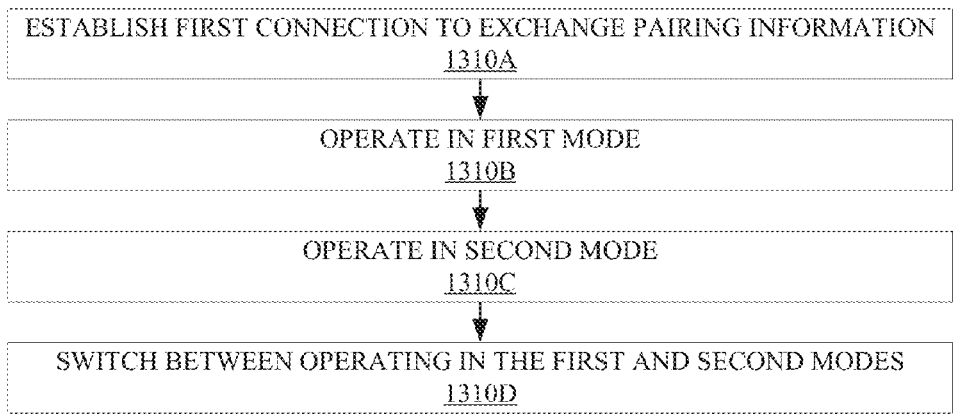 ESTABLISH FIRST CONNECTION TO EXCHANGE PAIRING INFORMATION
1310A
OPERATE IN FIRST MODE
1310B
OPERATE IN SECOND MODE
1310C
SWITCH BETWEEN OPERATING IN THE FIRST AND SECOND MODES
1310D